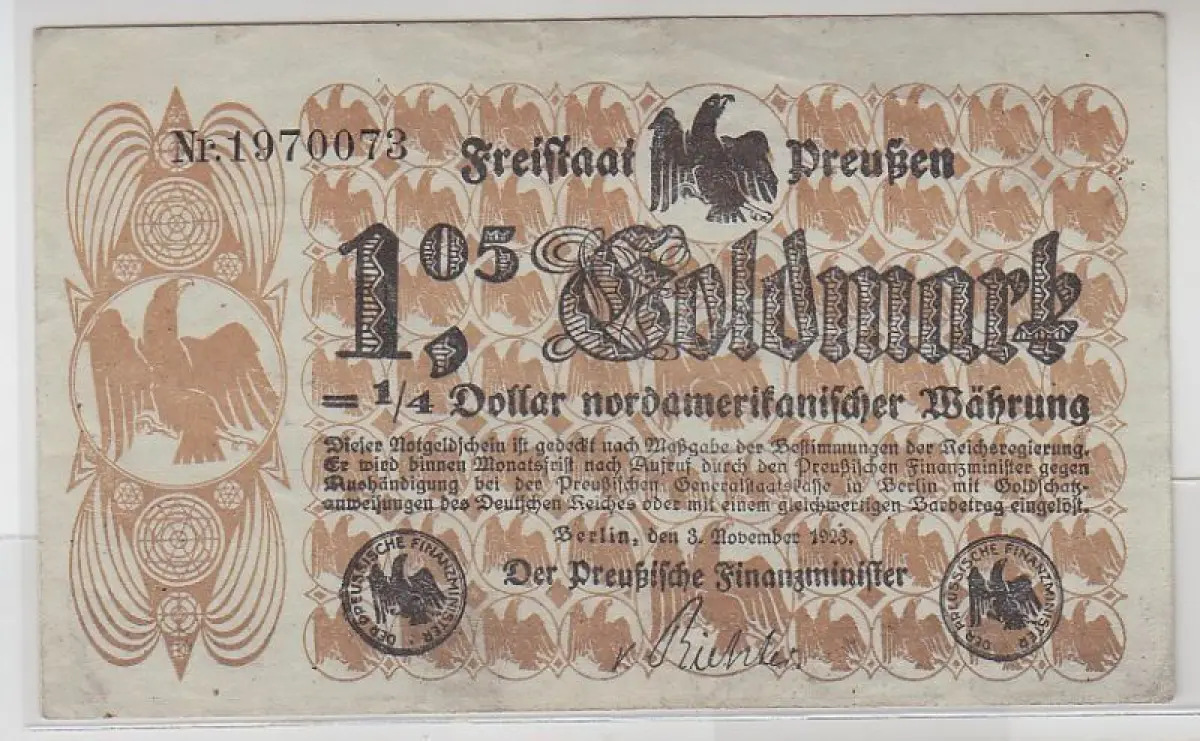 Nr. 1970073
Freistaat Preußen
1,05 Goldmark
= 1/4 Dollar nordamerikanischer Währung
Dieser Notgeldschein ist gedeckt nach Maßgabe der Bestimmungen der Reichsregierung.
Er wird binnen Monatsfrist nach Aufruf durch den Preußischen Finanzminister gegen
Aushändigung bei der Preußischen Generalstaatskasse in Berlin mit Goldschatz-
anweisungen des Deutschen Reiches oder mit einem gleichwertigen Barbetrag eingelöst.
Berlin, den 3. November 1923.
Der Preußische Finanzminister
DER PREUSSISCHE FINANZMINISTER
DER PREUSSISCHE FINANZMINISTER
v Richter